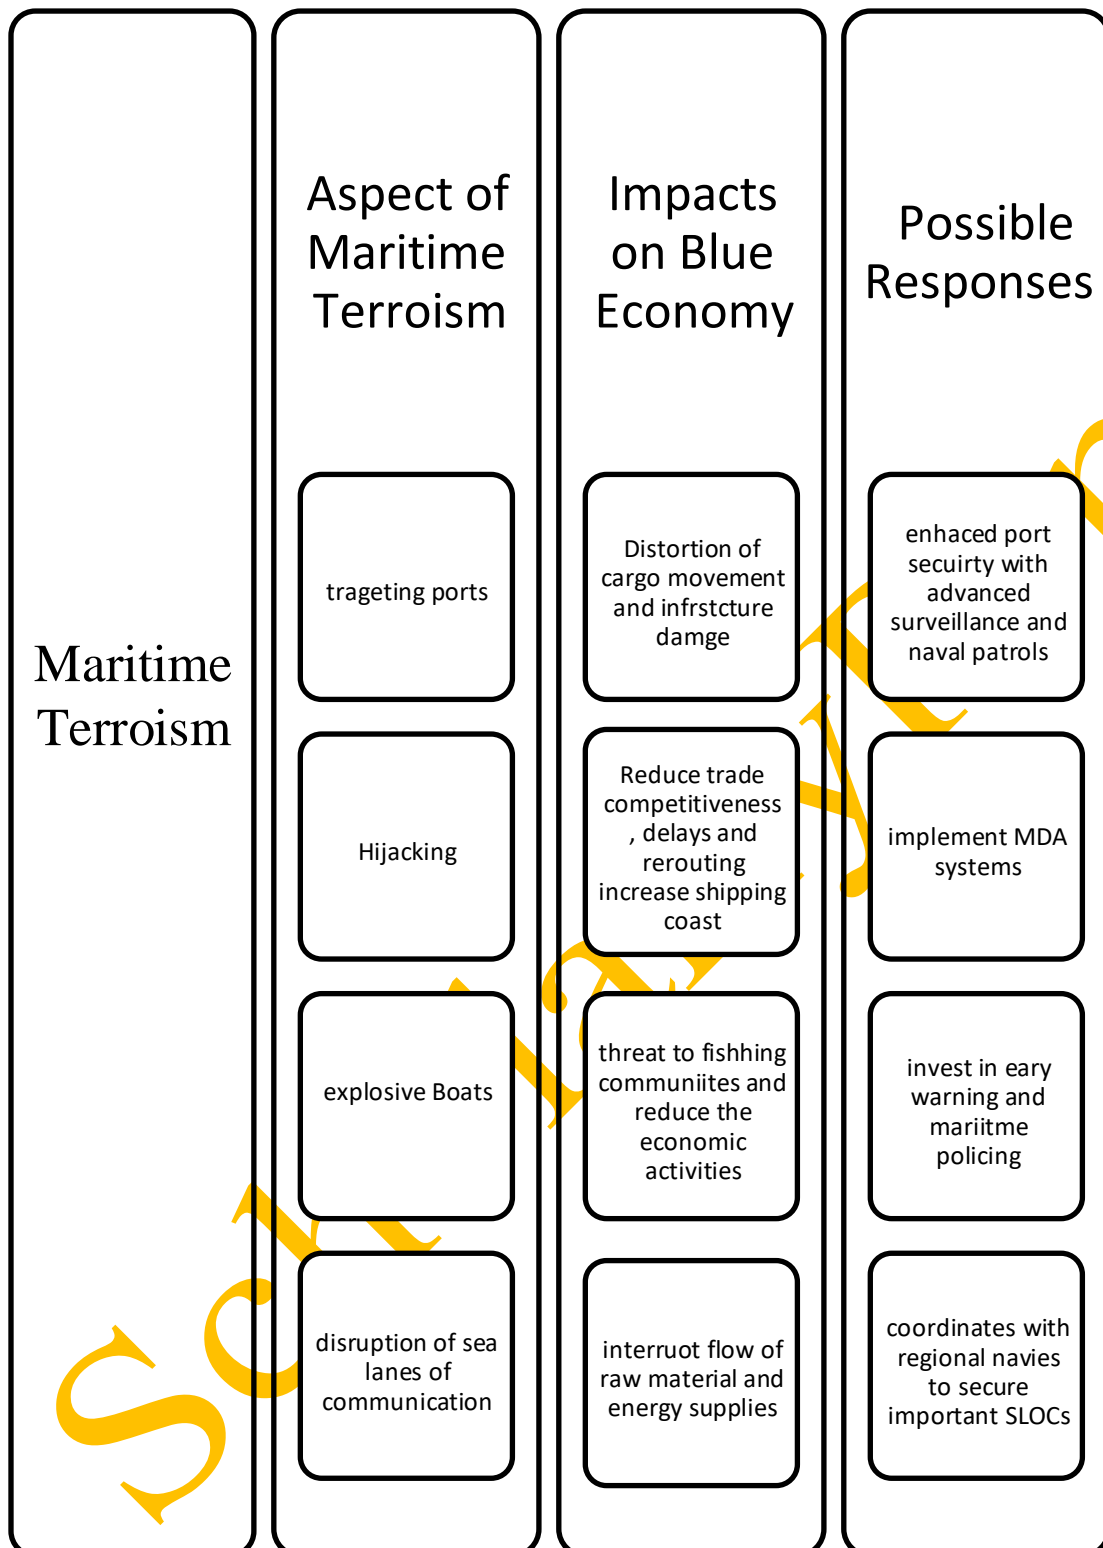 Maritime
Terroism
Aspect of
Maritime
Terroism
trageting ports
Hijacking
explosive Boats
disruption of sea
lanes of
communication
Impacts
on Blue
Economy
Distortion of
cargo movement
and infrstcture
damge
Reduce trade
competitiveness
, delays and
rerouting
increase shipping
coast
threat to fishhing
communiites and
reduce the
economic
activities
interruot flow of
raw material and
energy supplies
Possible
Responses
enhaced port
secuirty with
advanced
surveillance and
naval patrols
implement MDA
systems
invest in eary
warning and
mariitme
policing
coordinates with
regional navies
to secure
important SLOCs